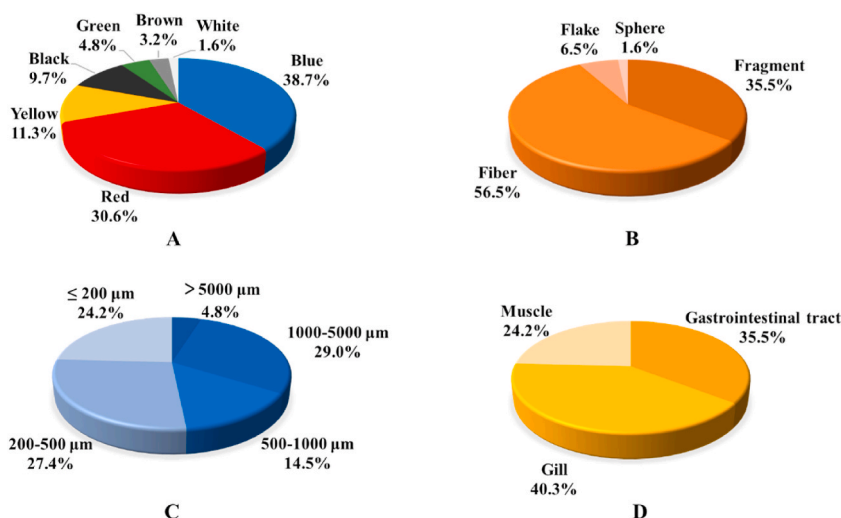 Blue
38.7%
Red
30.6%
Yellow
11.3%
Black
9.7%
Green
4.8%
Brown
3.2%
White
1.6%
A
Fragment
35.5%
Fiber
56.5%
Flake
6.5%
Sphere
1.6%
B
> 5000 µm
4.8%
1000-5000 µm
29.0%
500-1000 µm
14.5%
200-500 µm
27.4%
≤ 200 µm
24.2%
C
Gastrointestinal tract
35.5%
Gill
40.3%
Muscle
24.2%
D